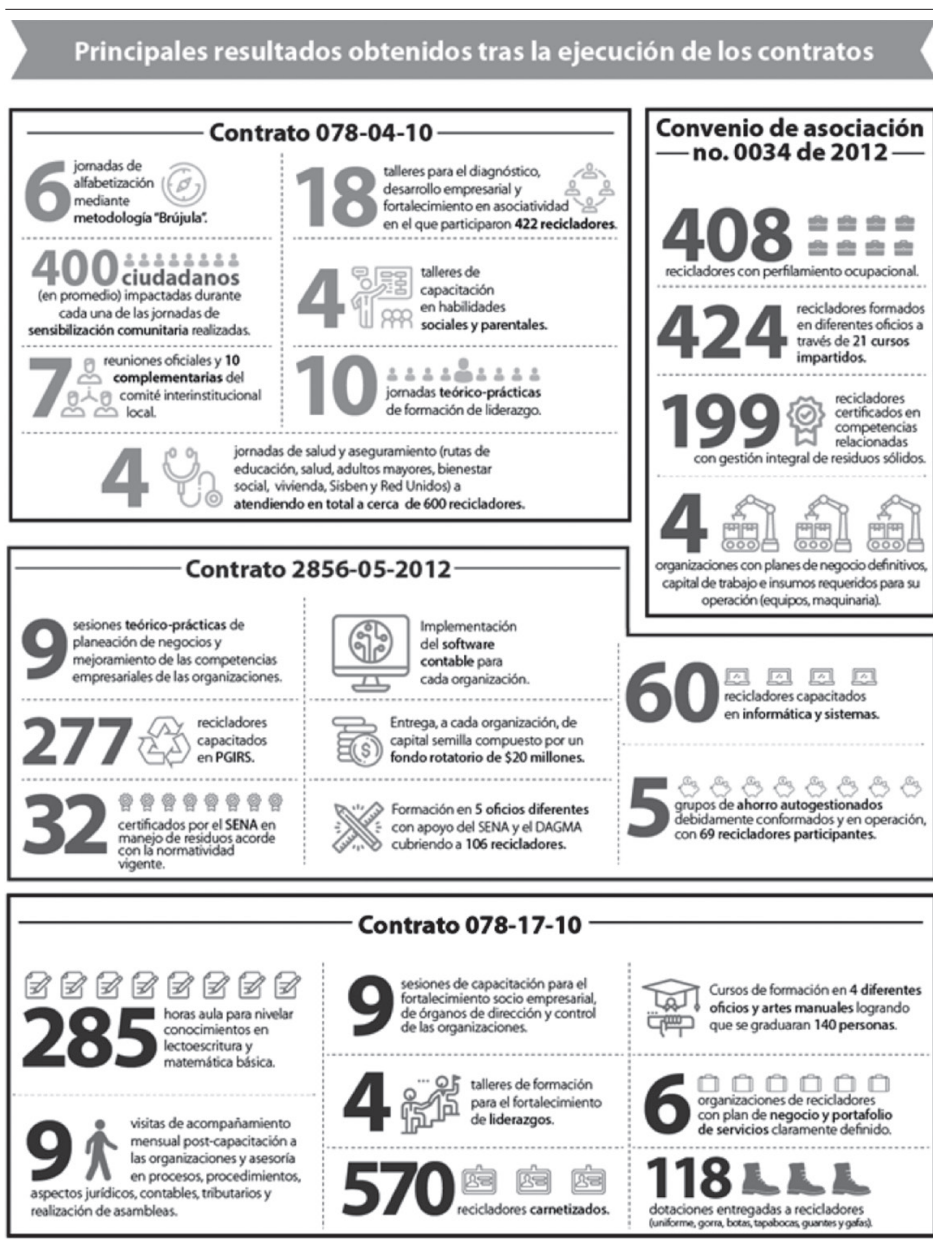 Principales resultados obtenidos tras la ejecución de los contratos
Contrato 078-04-10
6
jornadas de
alfabetización
mediante
metodología "Brújula".
18
talleres para el diagnóstico,
desarrollo empresarial y
fortalecimiento en asociatividad
en el que participaron 422 recicladores.
400
ciudadanos
(en promedio) impactadas durante
cada una de las jornadas de
sensibilización comunitaria realizadas.
4
talleres de
capacitación
en habilidades
sociales y parentales.
7
reuniones oficiales y 10
complementarias del
comité interinstitucional
local.
10
jornadas teórico-prácticas
de formación de liderazgo.
4
jornadas de salud y aseguramiento (rutas de
educación, salud, adultos mayores, bienestar
social, vivienda, Sisben y Red Unidos) a
atendiendo en total a cerca de 600 recicladores.
Convenio de asociación
no. 0034 de 2012
408
recicladores con perfilamiento ocupacional.
424
recicladores formados
en diferentes oficios a
través de 21 cursos
impartidos.
199
recicladores
certificados en
competencias
relacionadas
con gestión integral de residuos sólidos.
4
organizaciones con planes de negocio definitivos,
capital de trabajo e insumos requeridos para su
operación (equipos, maquinaria).
Contrato 2856-05-2012
9
sesiones teórico-prácticas de
planeación de negocios y
mejoramiento de las competencias
empresariales de las organizaciones.
Implementación
del software
contable para
cada organización.
60
recicladores capacitados
en informática y sistemas.
277
recicladores
capacitados
en PGIRS.
Entrega, a cada organización, de
capital semilla compuesto por un
fondo rotatorio de $20 millones.
32
certificados por el SENA en
manejo de residuos acorde
con la normatividad
vigente.
Formación en 5 oficios diferentes
con apoyo del SENA y el DAGMA
cubriendo a 106 recicladores.
5
grupos de ahorro autogestionados
debidamente conformados y en operación,
con 69 recicladores participantes.
Contrato 078-17-10
285
horas aula para nivelar
conocimientos en
lectoescritura y
matemática básica.
9
sesiones de capacitación para el
fortalecimiento socio empresarial,
de órganos de dirección y control
de las organizaciones.
Cursos de formación en 4 diferentes
oficios y artes manuales logrando
que se graduaran 140 personas.
9
visitas de acompañamiento
mensual post-capacitación a
las organizaciones y asesoría
en procesos, procedimientos,
aspectos jurídicos, contables, tributarios y
realización de asambleas.
4
talleres de formación
para el fortalecimiento
de liderazgos.
6
organizaciones de recicladores
con plan de negocio y portafolio
de servicios claramente definido.
570
recicladores carnetizados.
118
dotaciones entregadas a recicladores
(uniforme, gorra, botas, tapabocas, guantes y gafas).